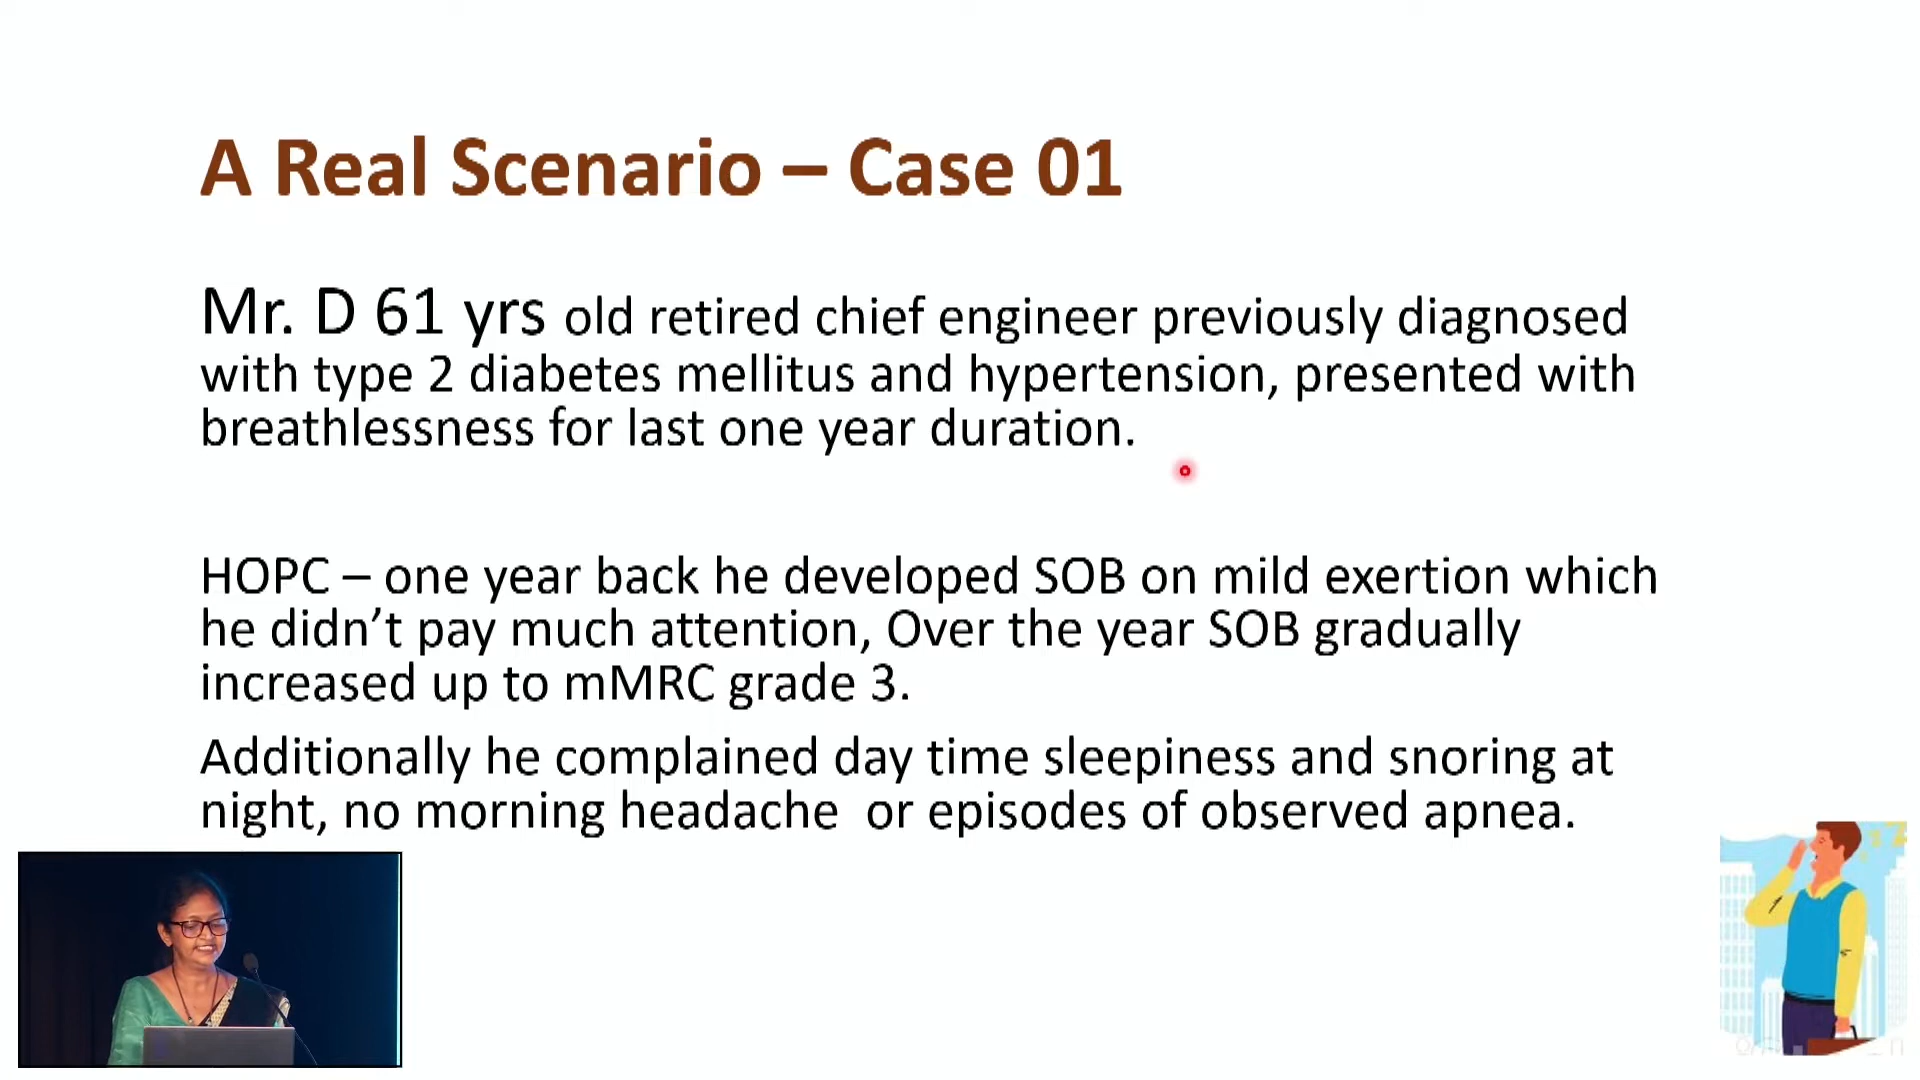 A Real Scenario – Case 01
Mr. D 61 yrs old retired chief engineer previously diagnosed
with type 2 diabetes mellitus and hypertension, presented with
breathlessness for last one year duration.
HOPC – one year back he developed SOB on mild exertion which
he didn’t pay much attention, Over the year SOB gradually
increased up to mMRC grade 3.
Additionally he complained day time sleepiness and snoring at
night, no morning headache  or episodes of observed apnea.